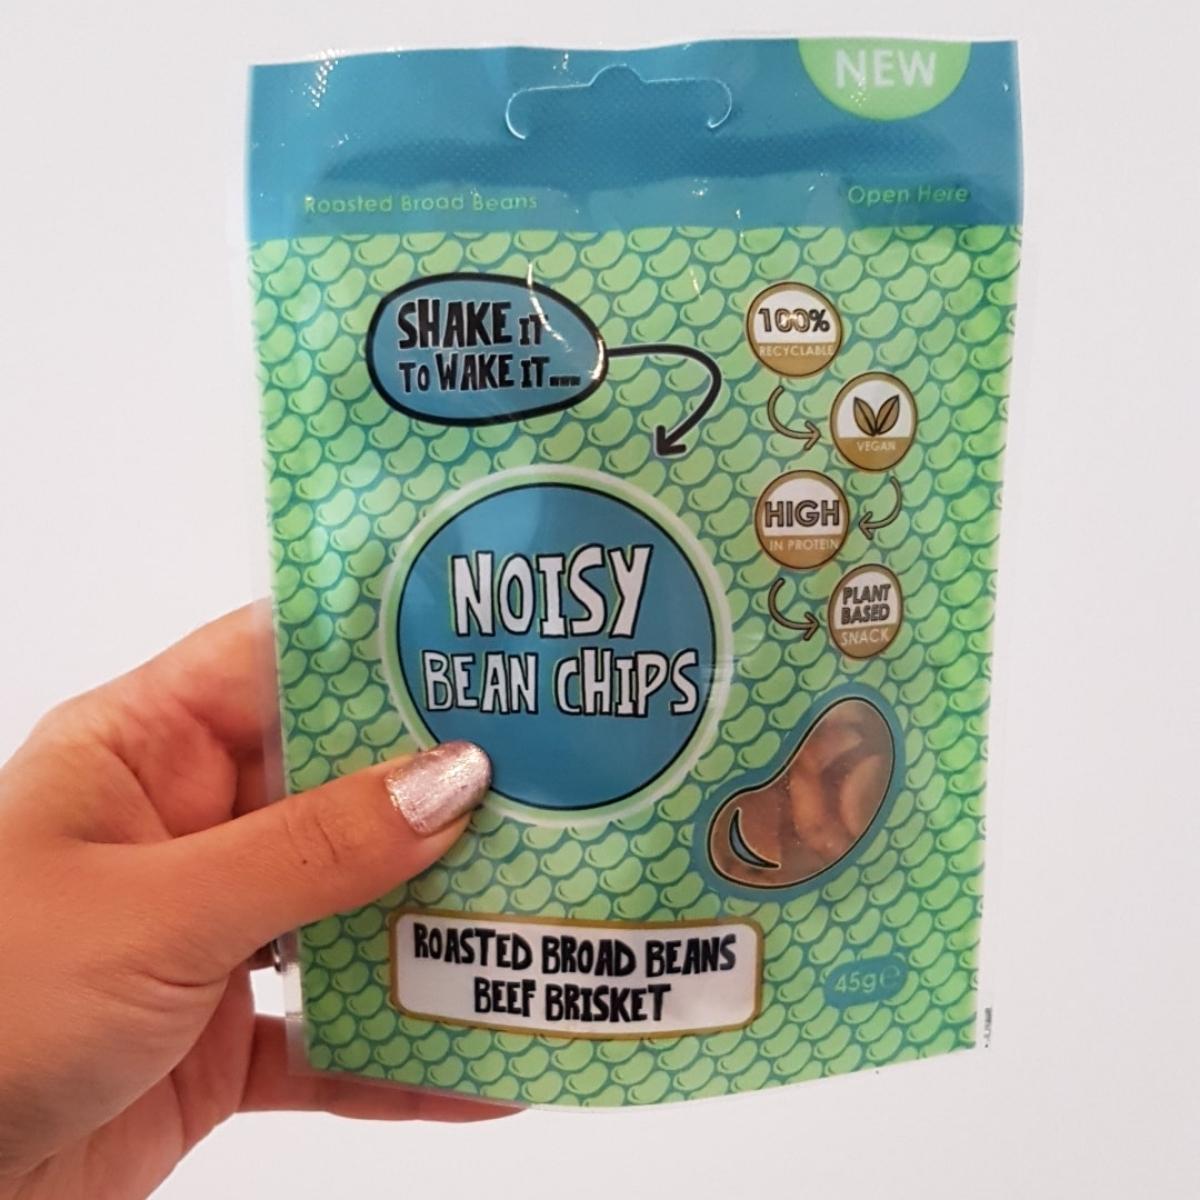 NEW
Roasted Broad Beans
Open Here
SHAKE IT
TO WAKE IT...
100%
RECYCLABLE
VEGAN
HIGH
IN PROTEIN
PLANT
BASED
SNACK
NOISY
BEAN CHIPS
ROASTED BROAD BEANS
BEEF BRISKET
45g e